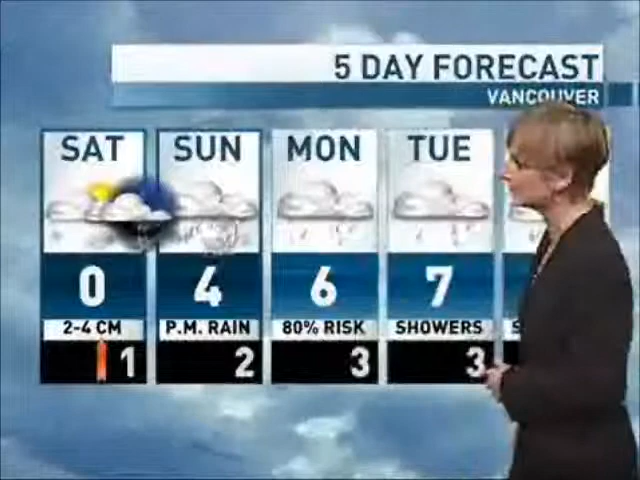 5 DAY FORECAST
VANCOUVER
SAT SUN MON TUE
0 4 6 7
2-4 CM P.M. RAIN 80% RISK SHOWERS S
1 2 3 3